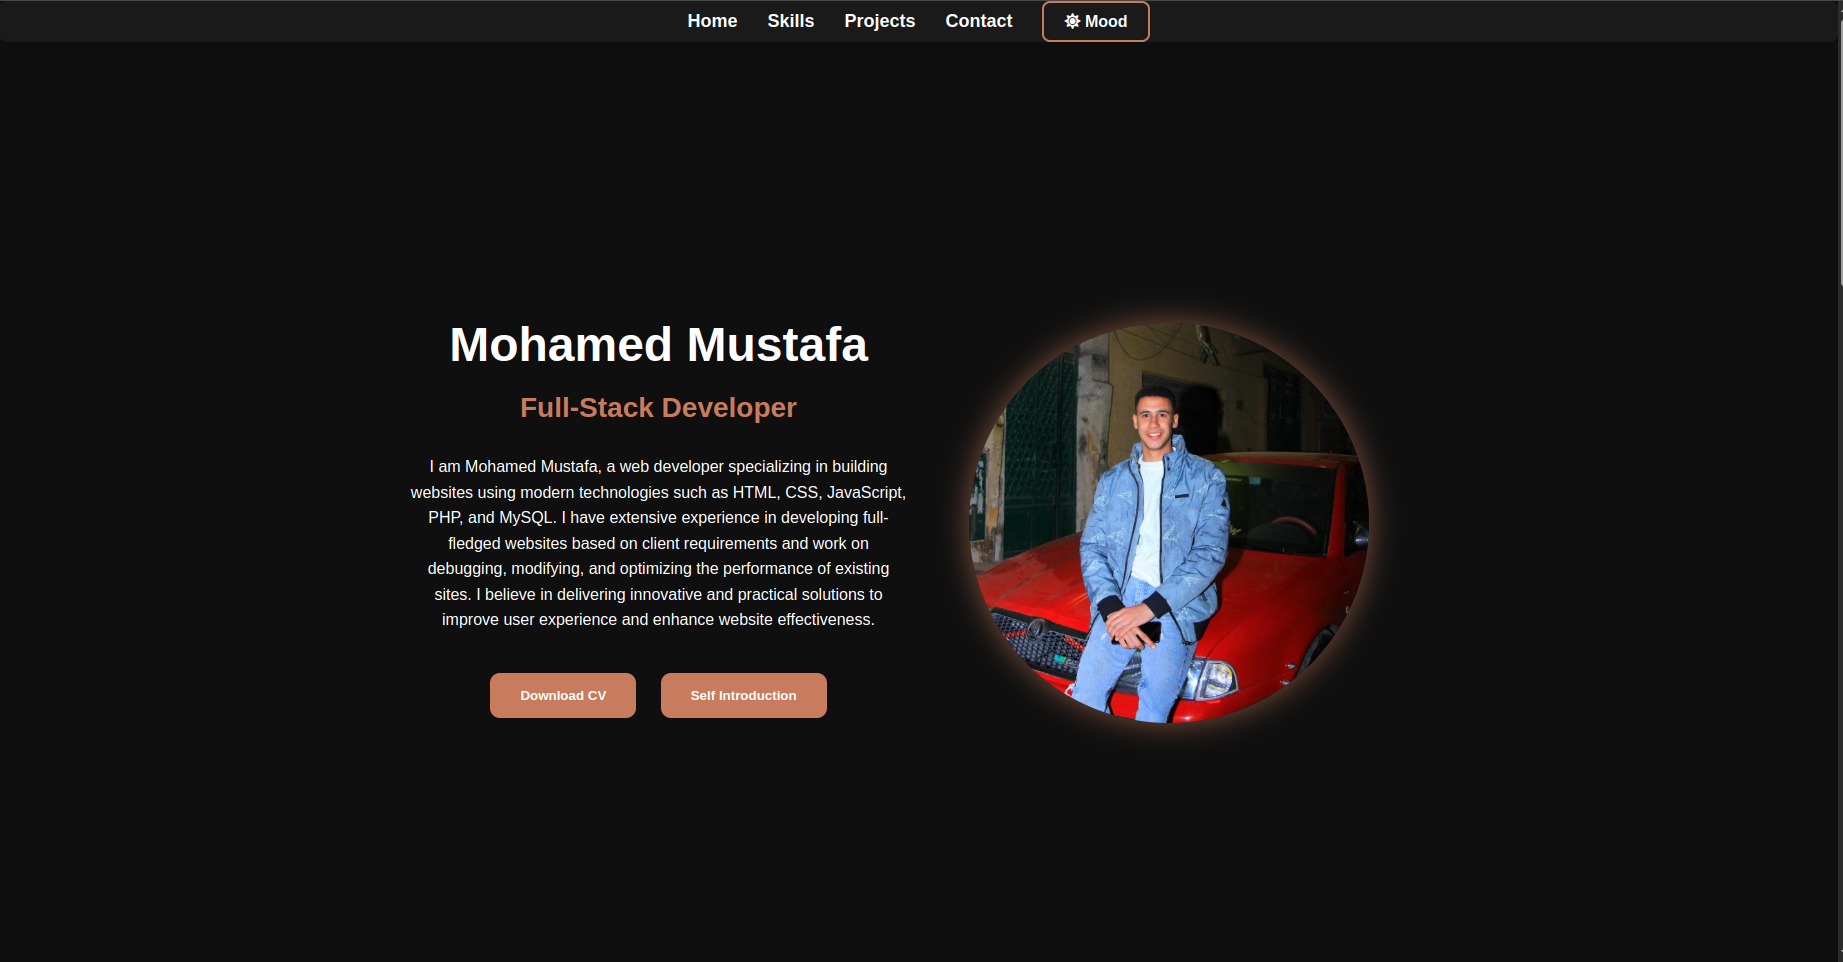 Home Skills Projects Contact Mood
Mohamed Mustafa
Full-Stack Developer
I am Mohamed Mustafa, a web developer specializing in building
websites using modern technologies such as HTML, CSS, JavaScript,
PHP, and MySQL. I have extensive experience in developing full-
fledged websites based on client requirements and work on
debugging, modifying, and optimizing the performance of existing
sites. I believe in delivering innovative and practical solutions to
improve user experience and enhance website effectiveness.
Download CV Self Introduction